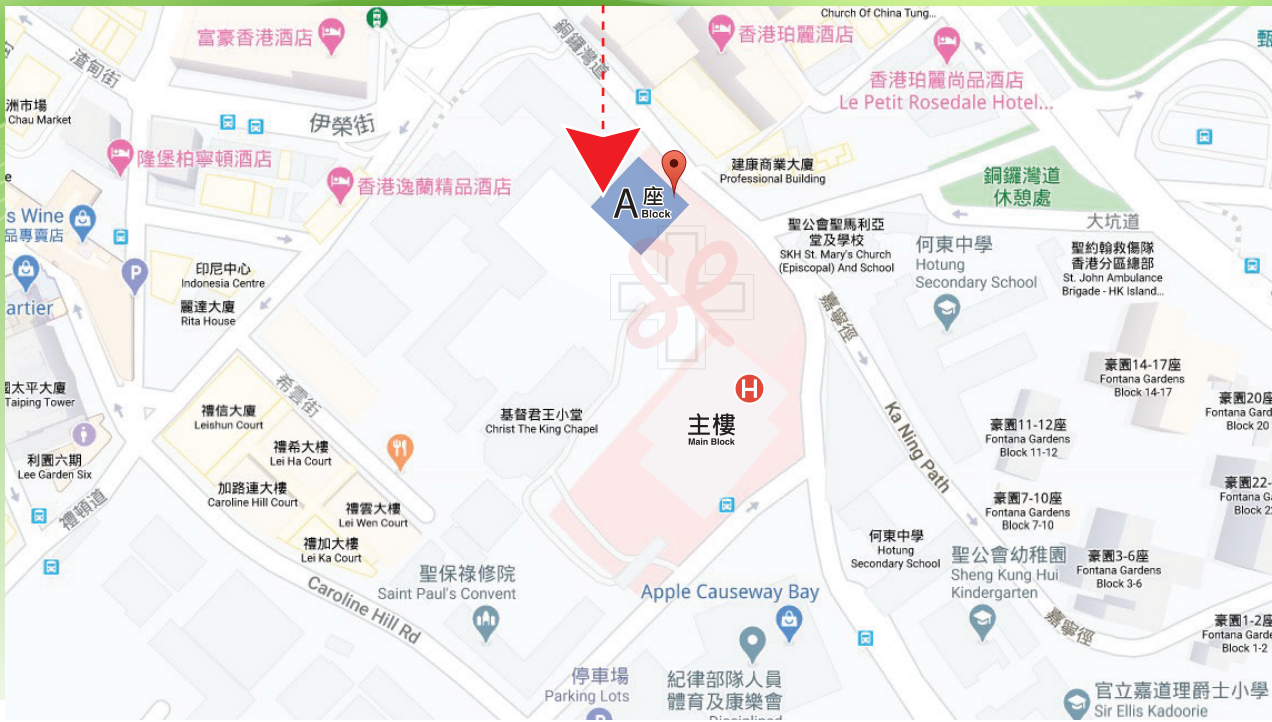 Church Of China Tung...
富豪香港酒店
銅鑼灣道
香港珀麗酒店
渣甸街
香港珀麗尚品酒店
Le Petit Rosedale Hotel...
洲市場
Chau Market
伊榮街
隆堡柏寧頓酒店
香港逸蘭精品酒店
建康商業大廈
Professional Building
銅鑼灣道
休憩處
A座
Block
s Wine
品專賣店
大坑道
聖公會聖馬利亞
堂及學校
SKH St. Mary's Church
(Episcopal) And School
何東中學
Hotung
Secondary School
聖約翰救傷隊
香港分區總部
St. John Ambulance
Brigade - HK Island...
P
印尼中心
Indonesia Centre
artier
麗達大廈
Rita House
嘉寧徑
豪園14-17座
Fontana Gardens
Block 14-17
太平大廈
Taiping Tower
希雲街
禮信大廈
Leishun Court
基督君王小堂
Christ The King Chapel
H
主樓
Main Block
Ka Ning Path
豪園20座
Fontana Gard
Block 20
豪園11-12座
Fontana Gardens
Block 11-12
禮希大樓
Lei Ha Court
利園六期
Lee Garden Six
加路連大樓
Caroline Hill Court
禮雲大樓
Lei Wen Court
禮頓道
豪園22-
Fontana Ga
Block 22
豪園7-10座
Fontana Gardens
Block 7-10
禮加大樓
Lei Ka Court
何東中學
Hotung
Secondary School
聖公會幼稚園
Sheng Kung Hui
Kindergarten
豪園3-6座
Fontana Gardens
Block 3-6
聖保祿修院
Saint Paul's Convent
Caroline Hill Rd
Apple Causeway Bay
嘉寧徑
豪園1-2座
Fontana Garde
Block 1-2
停車場
Parking Lots
紀律部隊人員
體育及康樂會
Disciplined
官立嘉道理爵士小學
Sir Ellis Kadoorie